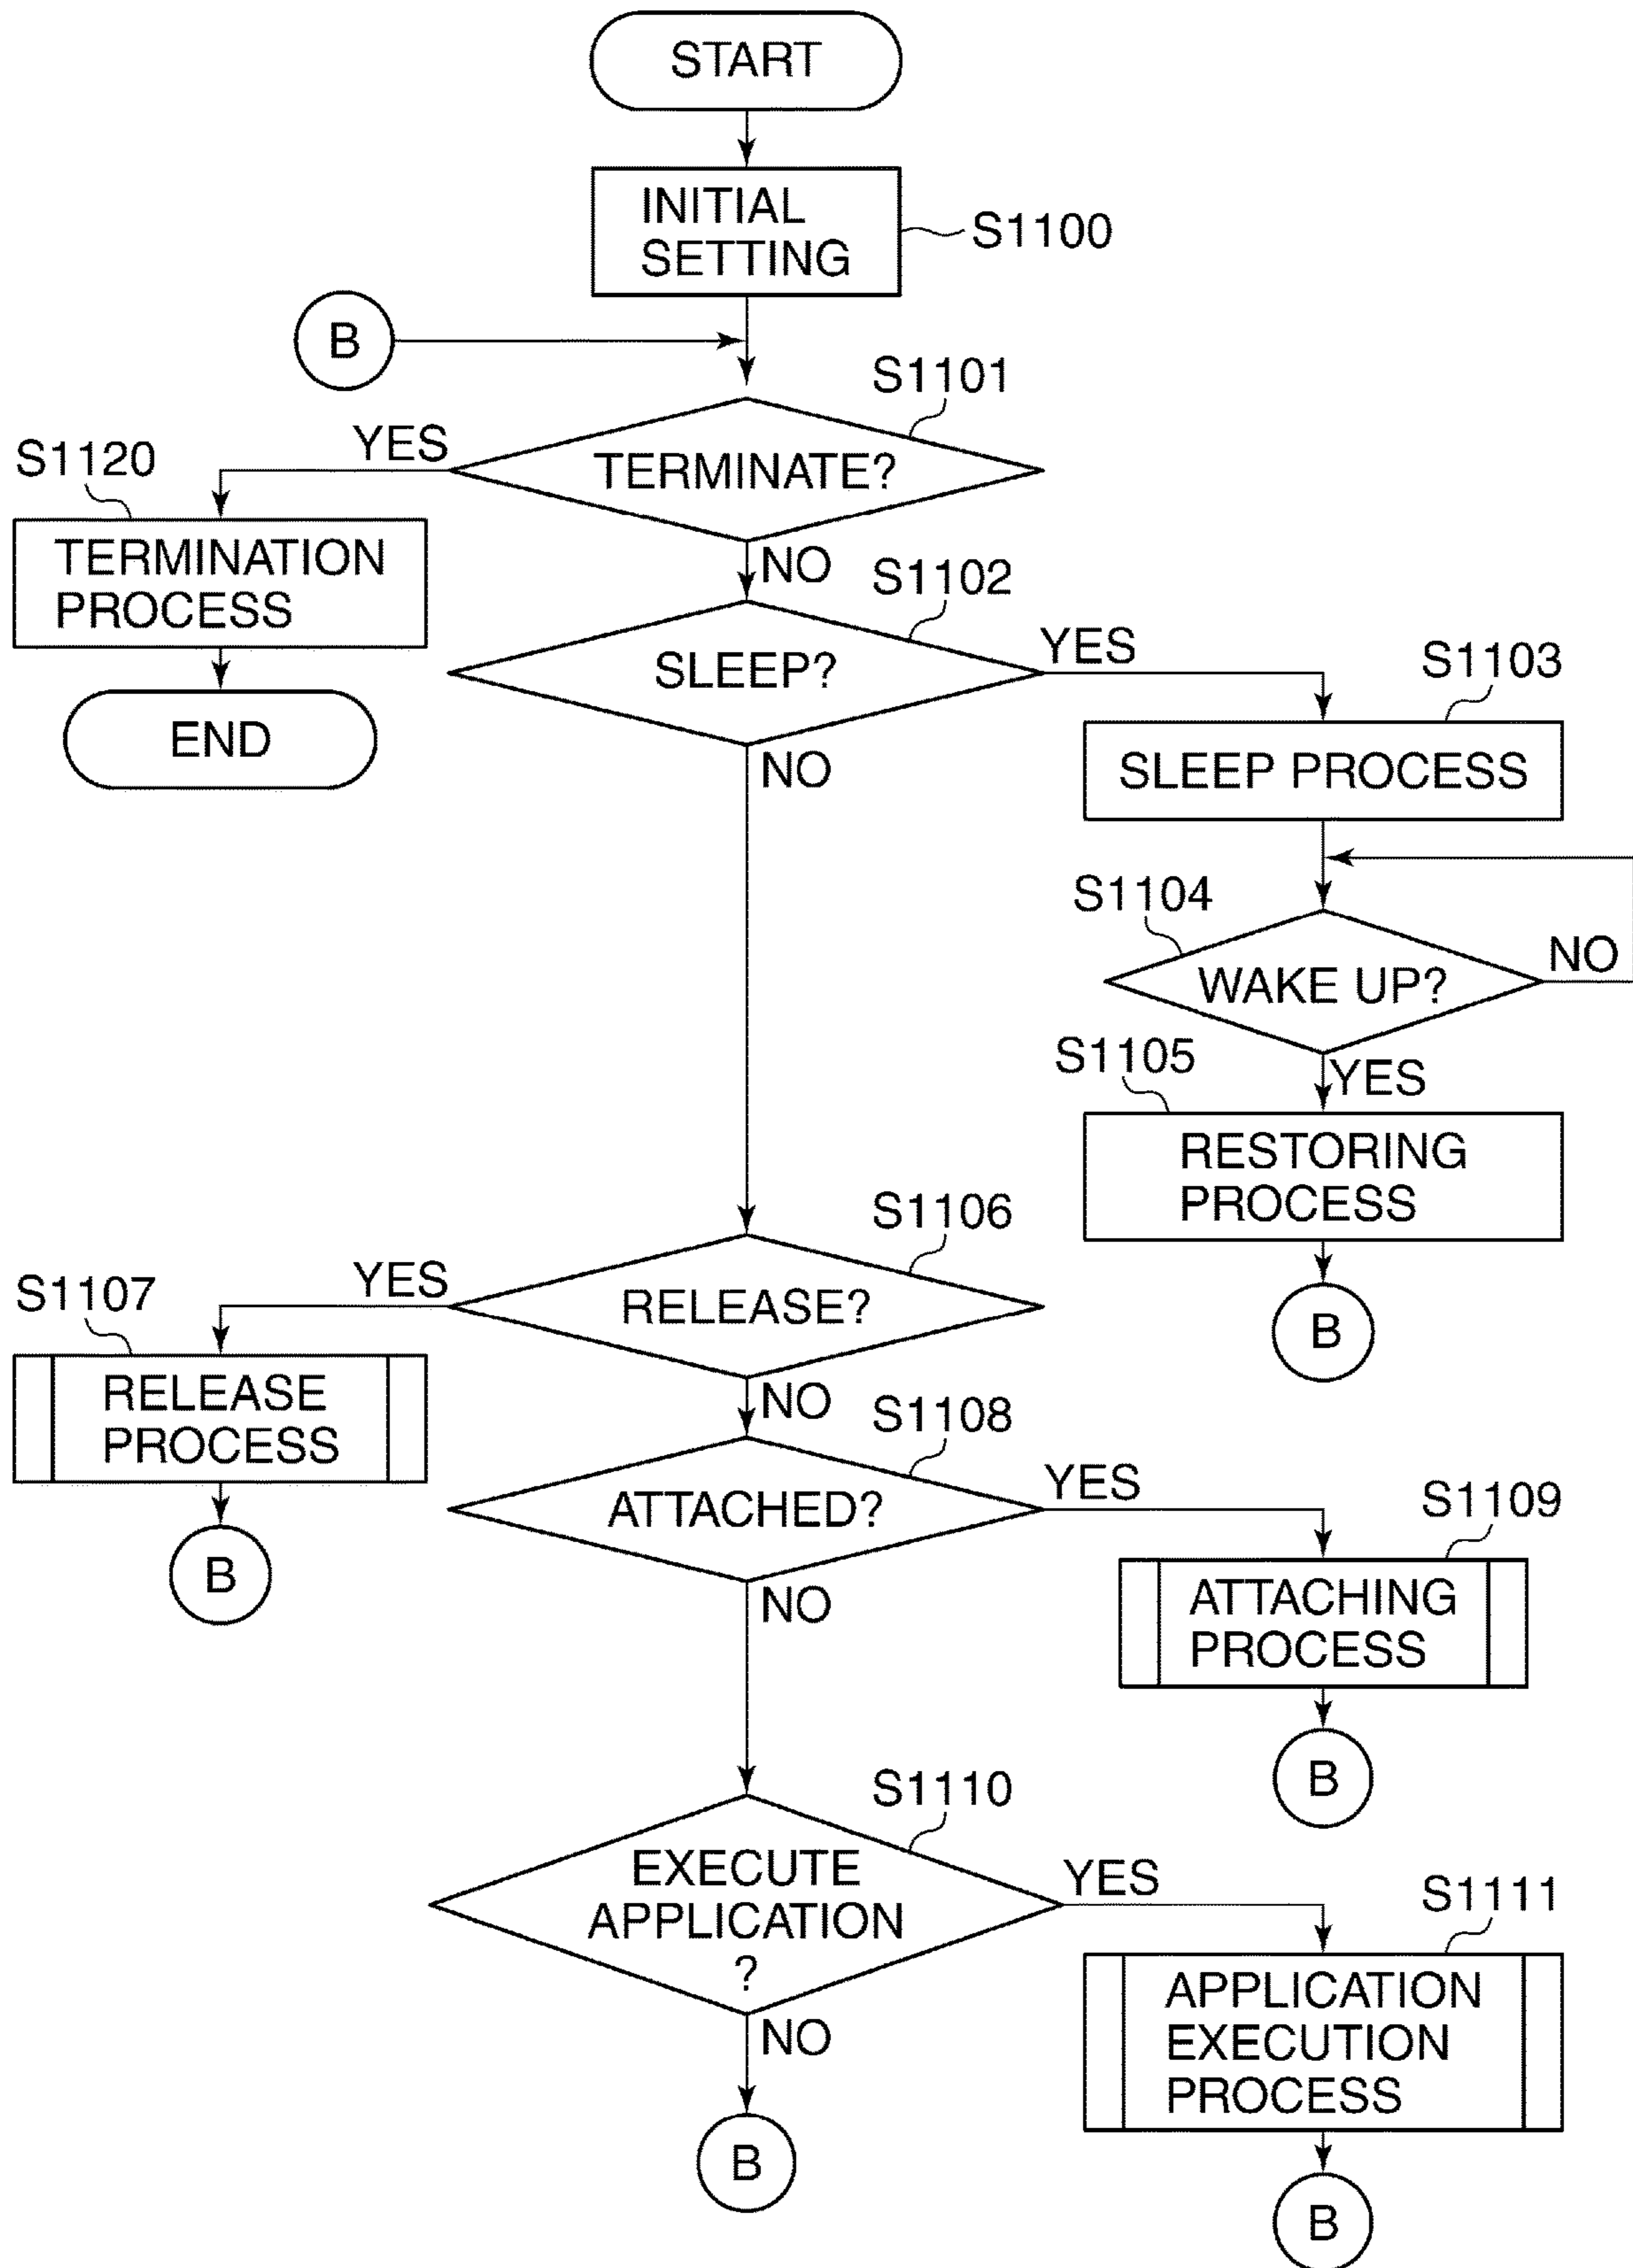 START
INITIAL
SETTING
S1100
B
S1101
YES
TERMINATE?
S1120
TERMINATION
PROCESS
END
NO
S1102
SLEEP?
YES
S1103
SLEEP PROCESS
NO
S1104
WAKE UP?
NO
S1105
YES
RESTORING
PROCESS
B
S1106
YES
RELEASE?
S1107
RELEASE
PROCESS
B
NO
S1108
ATTACHED?
YES
S1109
ATTACHING
PROCESS
B
NO
S1110
EXECUTE
APPLICATION
?
YES
S1111
APPLICATION
EXECUTION
PROCESS
B
NO
B